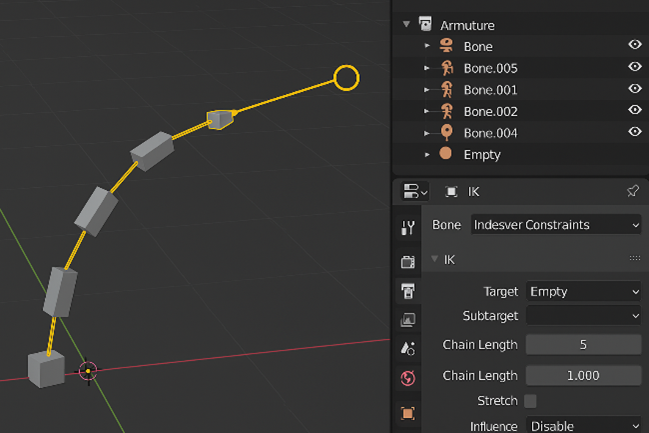 Armuture
Bone
Bone.005
Bone.001
Bone.002
Bone.004
Empty
IK
Bone Indesver Constraints
IK
Target Empty
Subtarget
Chain Length 5
Chain Length 1.000
Stretch
Influence Disable